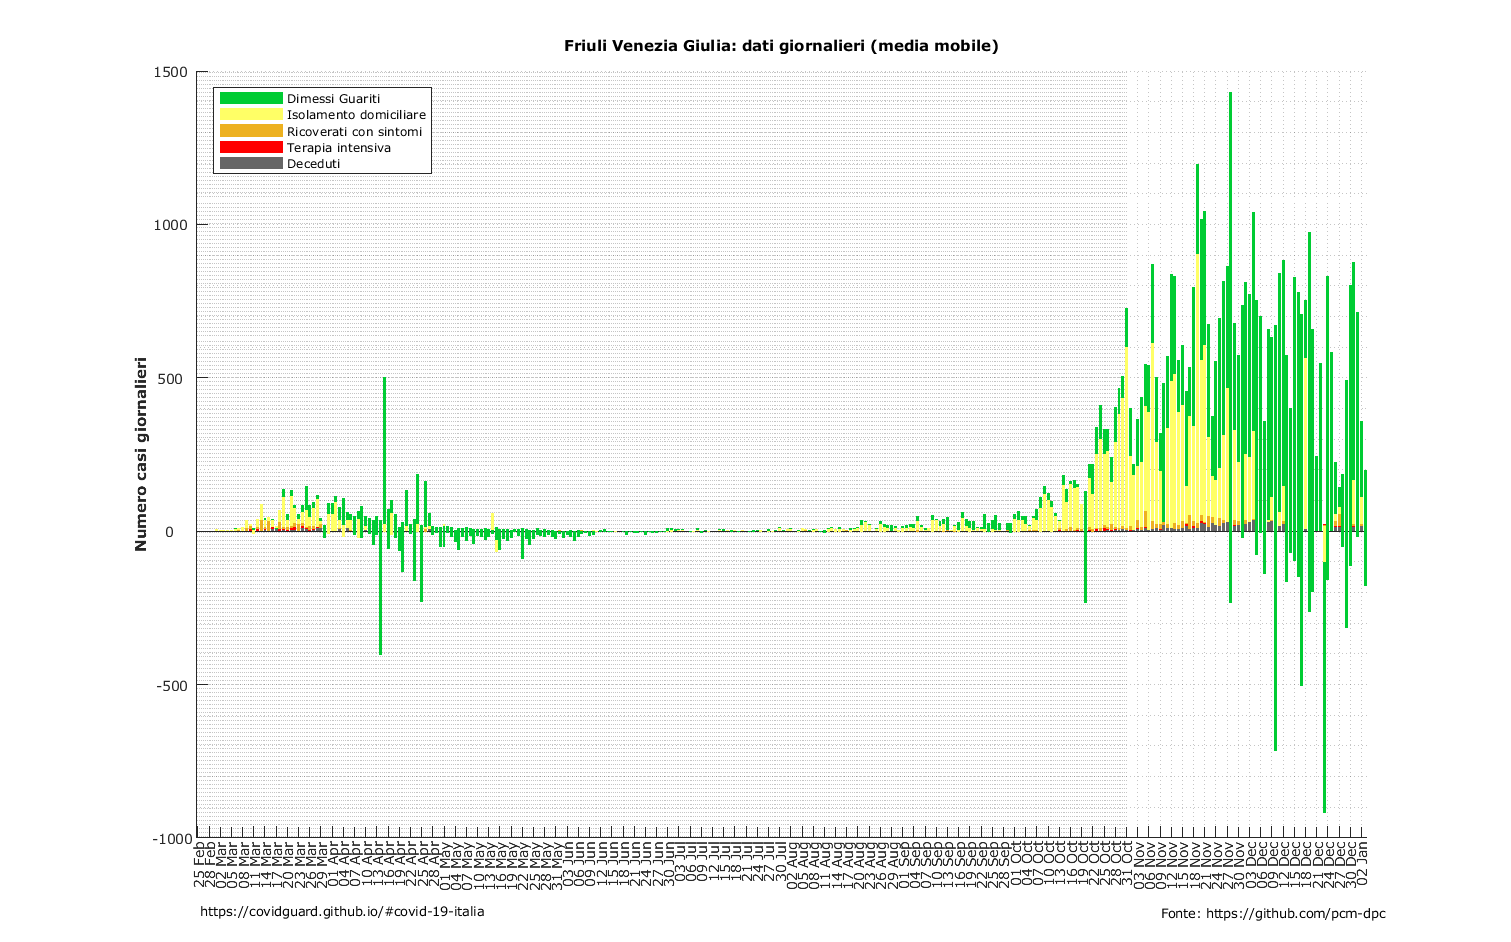 Friuli Venezia Giulia: dati giornalieri (media mobile)
Dimessi Guariti
Isolamento domiciliare
Ricoverati con sintomi
Terapia intensiva
Deceduti
Numero casi giornalieri
1500
1000
500
0
-500
-1000
25 Feb
28 Feb
02 Mar
05 Mar
08 Mar
11 Mar
14 Mar
17 Mar
20 Mar
23 Mar
26 Mar
29 Mar
01 Apr
04 Apr
07 Apr
10 Apr
13 Apr
16 Apr
19 Apr
22 Apr
25 Apr
28 Apr
01 May
04 May
07 May
10 May
13 May
16 May
19 May
22 May
25 May
28 May
31 May
03 Jun
06 Jun
09 Jun
12 Jun
15 Jun
18 Jun
21 Jun
24 Jun
27 Jun
30 Jun
03 Jul
06 Jul
09 Jul
12 Jul
15 Jul
18 Jul
21 Jul
24 Jul
27 Jul
30 Jul
02 Aug
05 Aug
08 Aug
11 Aug
14 Aug
17 Aug
20 Aug
23 Aug
26 Aug
29 Aug
01 Sep
04 Sep
07 Sep
10 Sep
13 Sep
16 Sep
19 Sep
22 Sep
25 Sep
28 Sep
01 Oct
04 Oct
07 Oct
10 Oct
13 Oct
16 Oct
19 Oct
22 Oct
25 Oct
28 Oct
31 Oct
03 Nov
06 Nov
09 Nov
12 Nov
15 Nov
18 Nov
21 Nov
24 Nov
27 Nov
30 Nov
03 Dec
06 Dec
09 Dec
12 Dec
15 Dec
18 Dec
21 Dec
24 Dec
27 Dec
30 Dec
02 Jan
https://covidguard.github.io/#covid-19-italia
Fonte: https://github.com/pcm-dpc